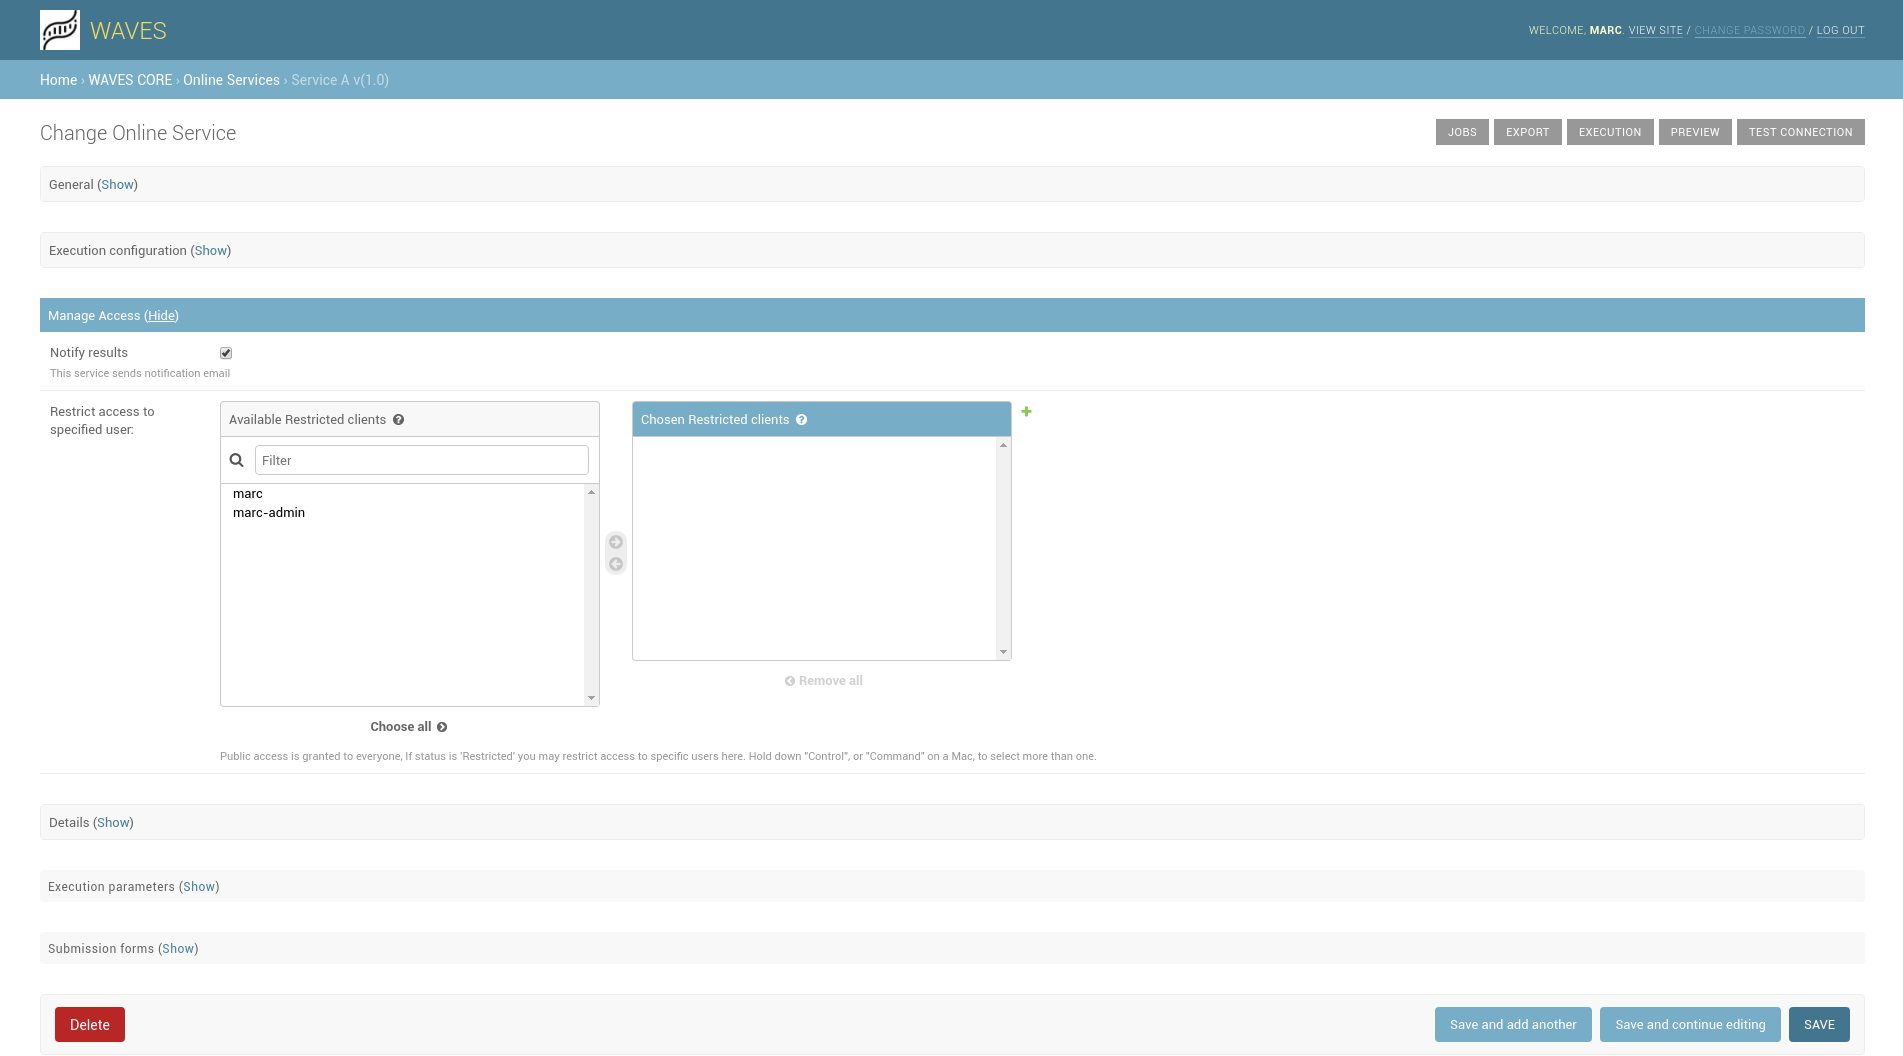 WAVES
WELCOME, MARC. VIEW SITE / CHANGE PASSWORD / LOG OUT
Home › WAVES CORE › Online Services › Service A v(1.0)
Change Online Service
JOBS
EXPORT
EXECUTION
PREVIEW
TEST CONNECTION
General (Show)
Execution configuration (Show)
Manage Access (Hide)
Notify results
This service sends notification email
Restrict access to
specified user:
Available Restricted clients
Filter
marc
marc-admin
Choose all
Chosen Restricted clients
Remove all
Public access is granted to everyone, If status is 'Restricted' you may restrict access to specific users here. Hold down "Control", or "Command" on a Mac, to select more than one.
Details (Show)
Execution parameters (Show)
Submission forms (Show)
Delete
Save and add another
Save and continue editing
SAVE